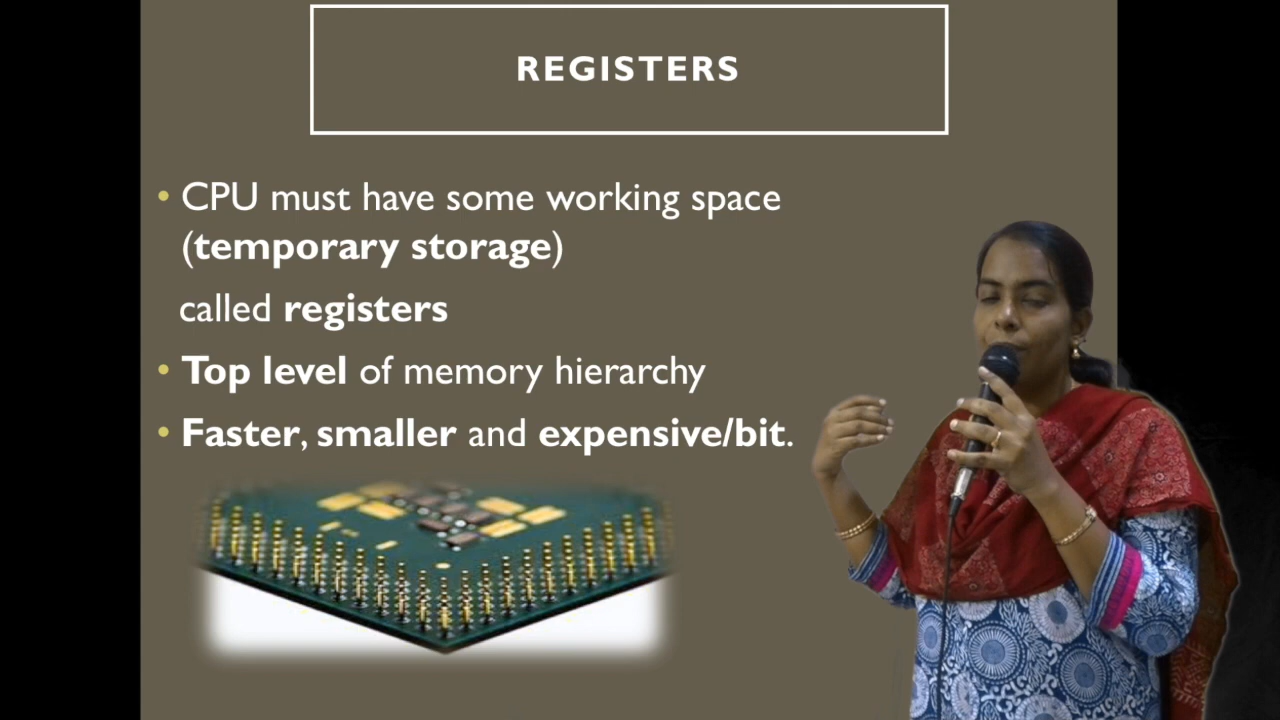 REGISTERS
• CPU must have some working space
(temporary storage)
called registers
• Top level of memory hierarchy
• Faster, smaller and expensive/bit.